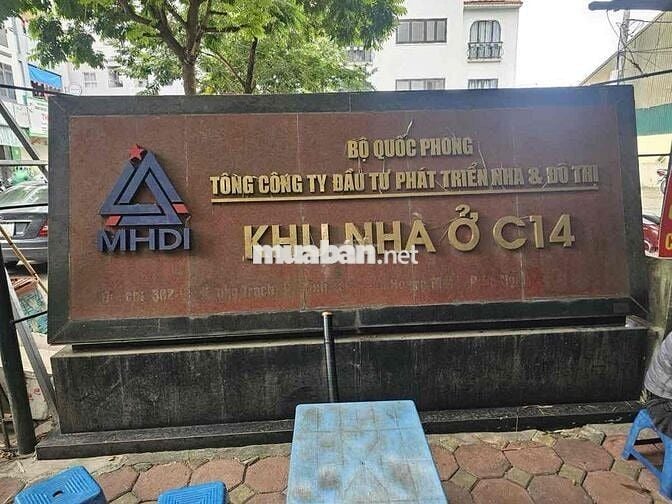 BỘ QUỐC PHÒNG
TỔNG CÔNG TY ĐẦU TƯ PHÁT TRIỂN NHÀ & ĐÔ THỊ
MHDI
KHU NHÀ Ở C14
muaban.net